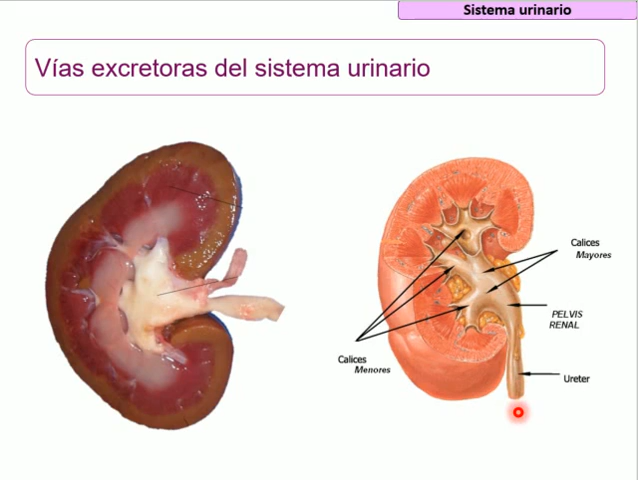 Sistema urinario
Vías excretoras del sistema urinario
Calices
Mayores
PELVIS
RENAL
Calices
Menores
Ureter